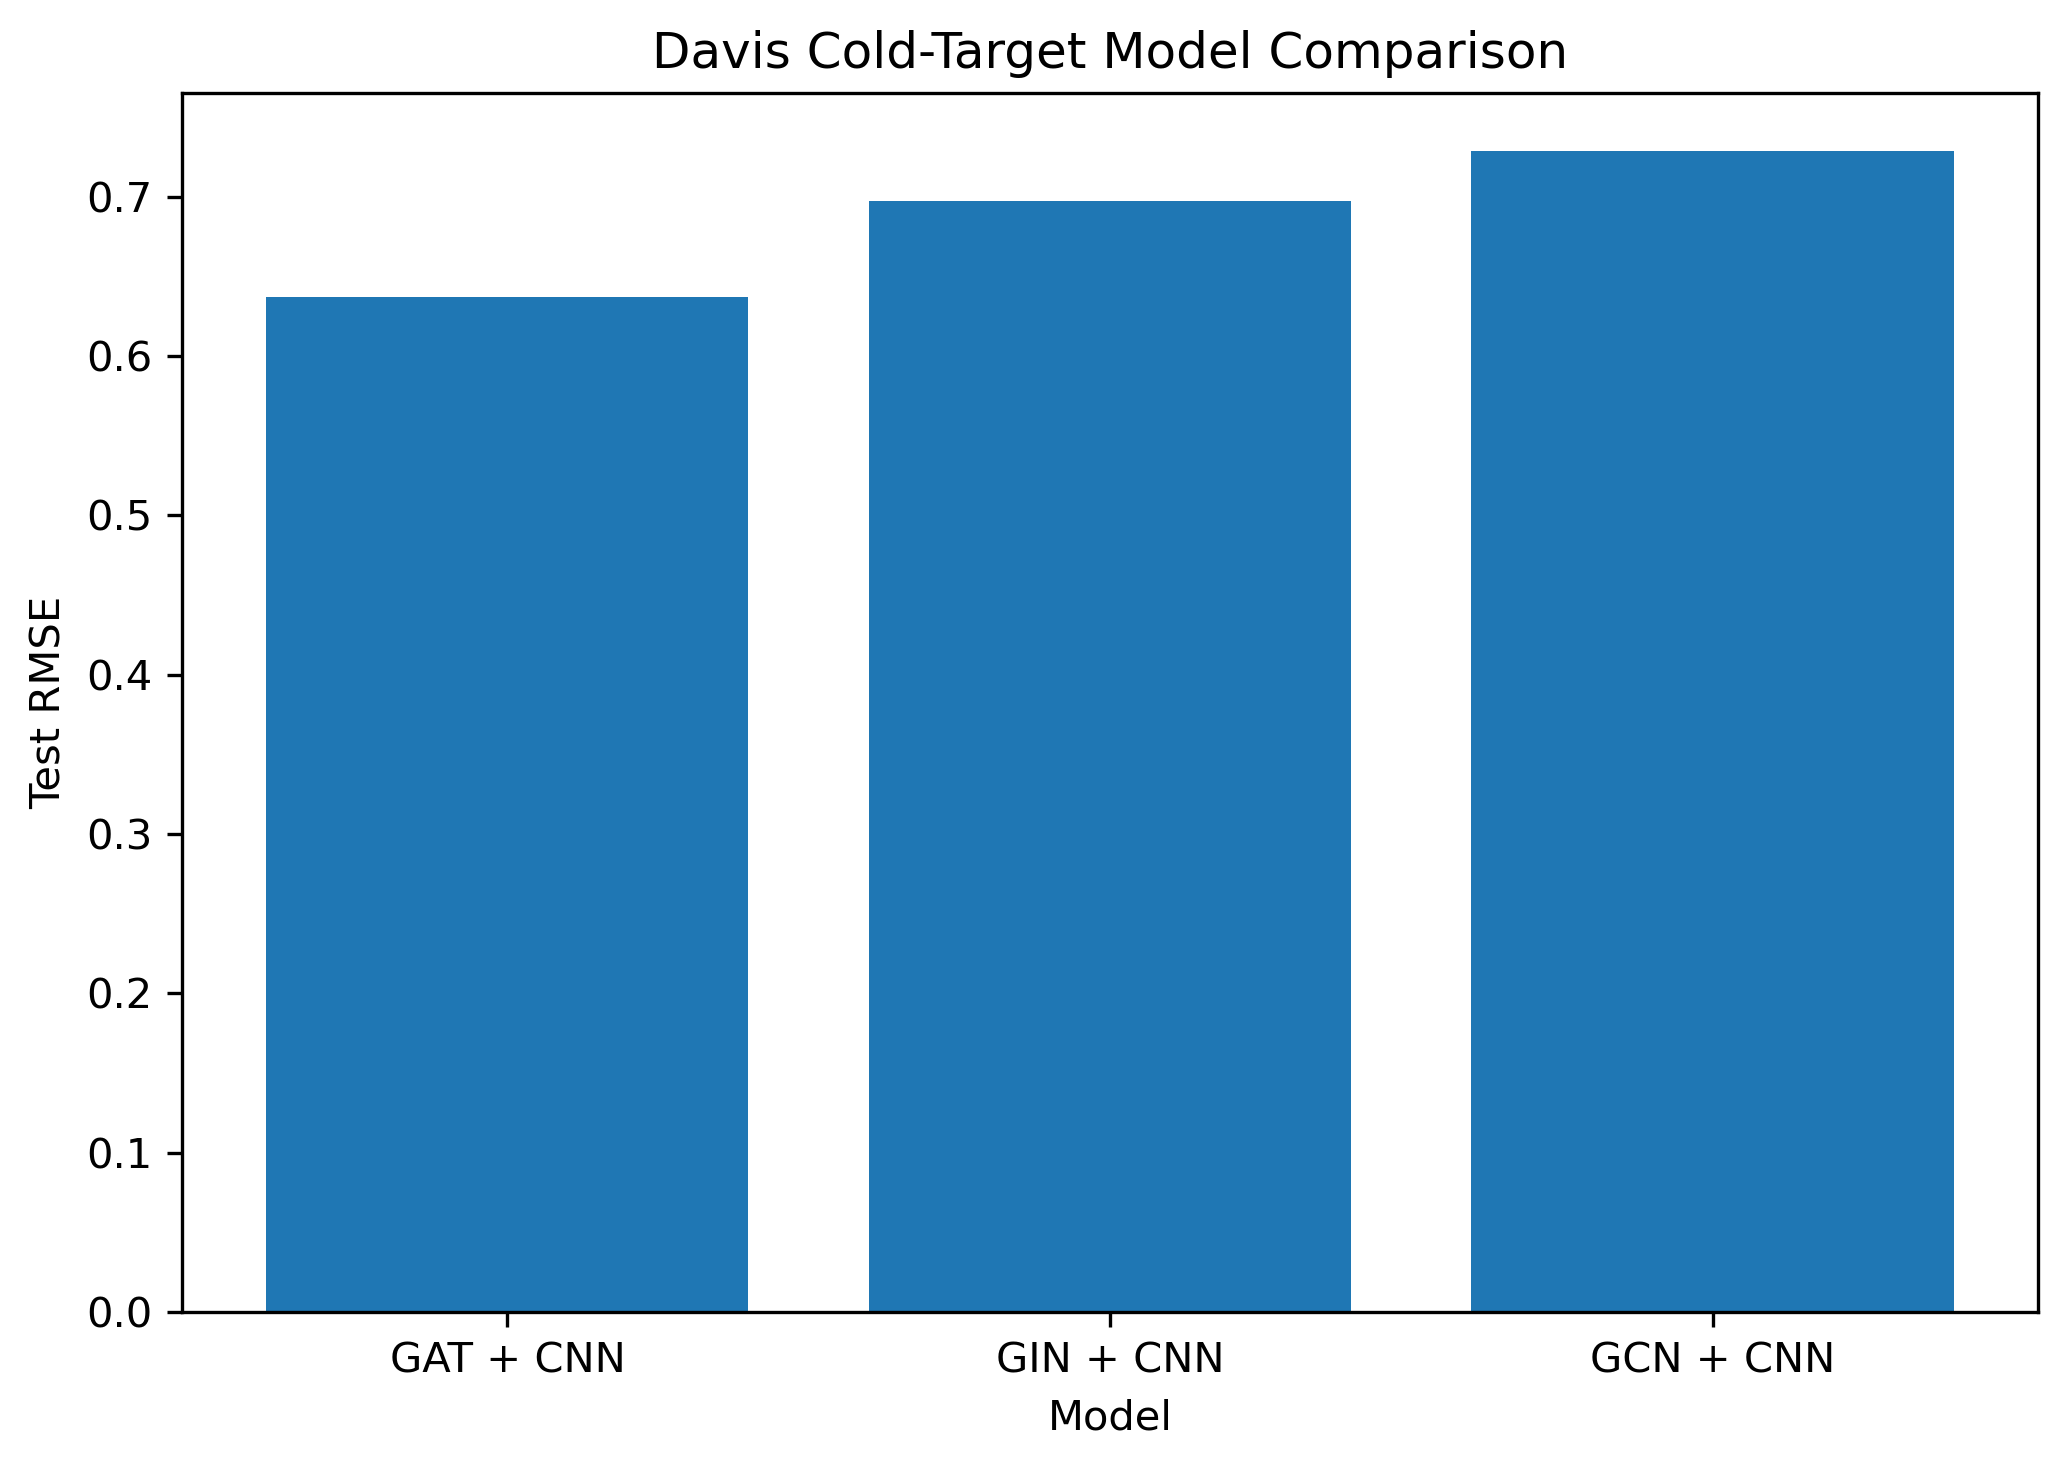 Davis Cold-Target Model Comparison
Test RMSE
0.7
0.6
0.5
0.4
0.3
0.2
0.1
0.0
GAT + CNN
GIN + CNN
GCN + CNN
Model